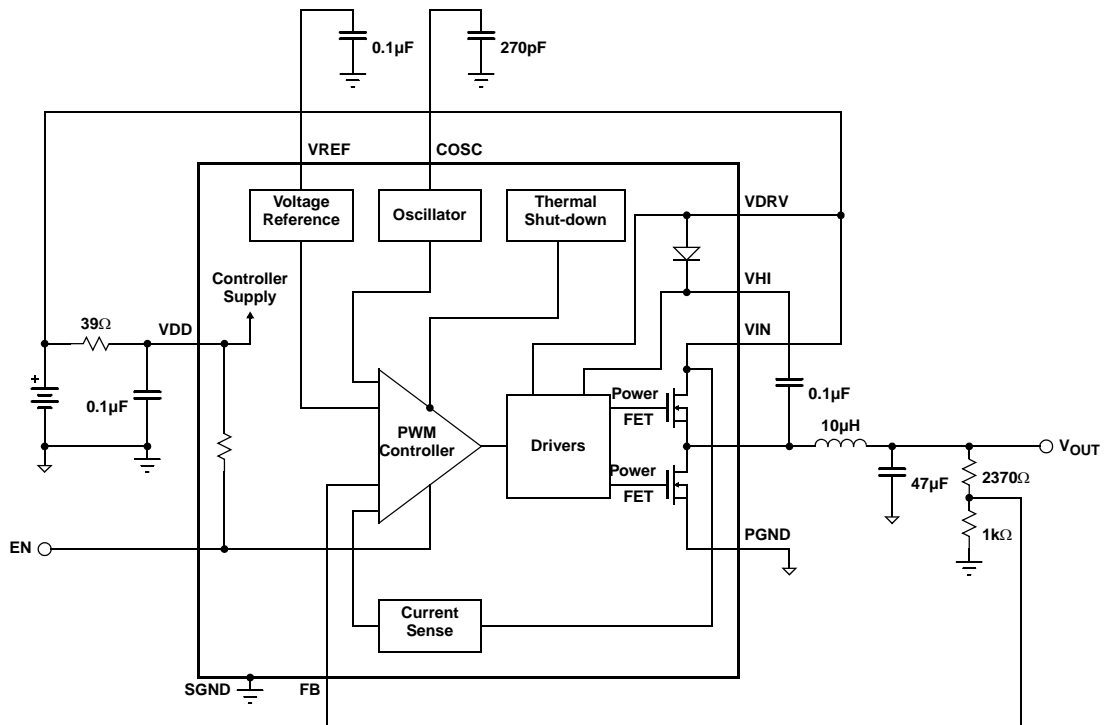 0.1µF
270pF
VREF
COSC
Voltage
Reference
Oscillator
Thermal
Shut-down
VDRV
Controller
Supply
VHI
39Ω
VDD
VIN
+
0.1µF
Power
FET
0.1µF
PWM
Controller
Drivers
10µH
VOUT
Power
FET
47µF
2370Ω
1kΩ
PGND
EN
Current
Sense
SGND
FB